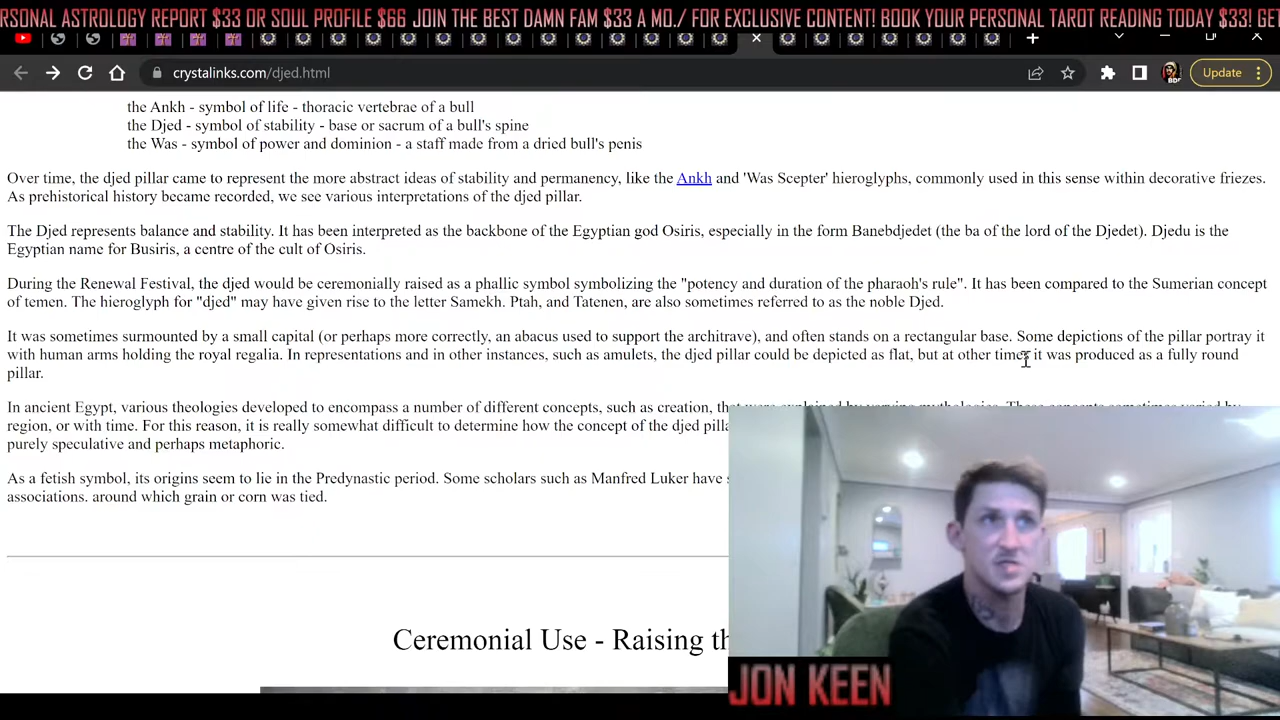 RSONAL ASTROLOGY REPORT $33 OR SOUL PROFILE $66 JOIN THE BEST DAMN FAM $33 A MO./ FOR EXCLUSIVE CONTENT! BOOK YOUR PERSONAL TAROT READING TODAY $33! GET
crystalinks.com/djed.html
Update
the Ankh - symbol of life - thoracic vertebrae of a bull
the Djed - symbol of stability - base or sacrum of a bull's spine
the Was - symbol of power and dominion - a staff made from a dried bull's penis
Over time, the djed pillar came to represent the more abstract ideas of stability and permanency, like the Ankh and 'Was Scepter' hieroglyphs, commonly used in this sense within decorative friezes.
As prehistorical history became recorded, we see various interpretations of the djed pillar.
The Djed represents balance and stability. It has been interpreted as the backbone of the Egyptian god Osiris, especially in the form Banebdjedet (the ba of the lord of the Djedet). Djedu is the
Egyptian name for Busiris, a centre of the cult of Osiris.
During the Renewal Festival, the djed would be ceremonially raised as a phallic symbol symbolizing the "potency and duration of the pharaoh's rule". It has been compared to the Sumerian concept
of temen. The hieroglyph for "djed" may have given rise to the letter Samekh. Ptah, and Tatenen, are also sometimes referred to as the noble Djed.
It was sometimes surmounted by a small capital (or perhaps more correctly, an abacus used to support the architrave), and often stands on a rectangular base. Some depictions of the pillar portray it
with human arms holding the royal regalia. In representations and in other instances, such as amulets, the djed pillar could be depicted as flat, but at other times it was produced as a fully round
pillar.
In ancient Egypt, various theologies developed to encompass a number of different concepts, such as creation,
region, or with time. For this reason, it is really somewhat difficult to determine how the concept of the djed pilla
purely speculative and perhaps metaphoric.
As a fetish symbol, its origins seem to lie in the Predynastic period. Some scholars such as Manfred Luker have
associations. around which grain or corn was tied.
Ceremonial Use - Raising th
JON KEEN